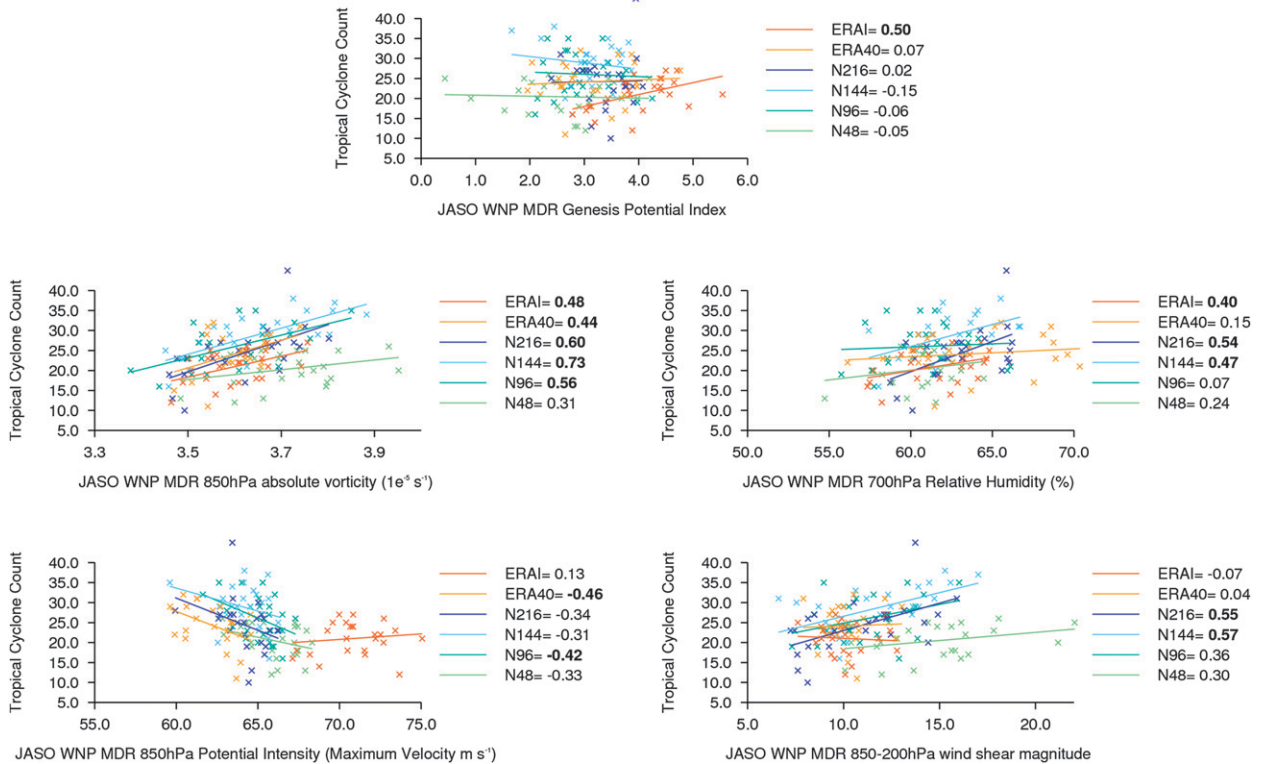 Tropical Cyclone Count
40.0
35.0
30.0
25.0
20.0
15.0
10.0
5.0
0.0 1.0 2.0 3.0 4.0 5.0 6.0
JASO WNP MDR Genesis Potential Index
ERAI= 0.50
ERA40= 0.07
N216= 0.02
N144= -0.15
N96= -0.06
N48= -0.05
Tropical Cyclone Count
40.0
35.0
30.0
25.0
20.0
15.0
10.0
5.0
3.3 3.5 3.7 3.9
JASO WNP MDR 850hPa absolute vorticity (1e⁻⁵ s⁻¹)
ERAI= 0.48
ERA40= 0.44
N216= 0.60
N144= 0.73
N96= 0.56
N48= 0.31
Tropical Cyclone Count
40.0
35.0
30.0
25.0
20.0
15.0
10.0
5.0
50.0 55.0 60.0 65.0 70.0
JASO WNP MDR 700hPa Relative Humidity (%)
ERAI= 0.40
ERA40= 0.15
N216= 0.54
N144= 0.47
N96= 0.07
N48= 0.24
Tropical Cyclone Count
40.0
35.0
30.0
25.0
20.0
15.0
10.0
5.0
55.0 60.0 65.0 70.0 75.0
JASO WNP MDR 850hPa Potential Intensity (Maximum Velocity m s⁻¹)
ERAI= 0.13
ERA40= -0.46
N216= -0.34
N144= -0.31
N96= -0.42
N48= -0.33
Tropical Cyclone Count
40.0
35.0
30.0
25.0
20.0
15.0
10.0
5.0
5.0 10.0 15.0 20.0
JASO WNP MDR 850-200hPa wind shear magnitude
ERAI= -0.07
ERA40= 0.04
N216= 0.55
N144= 0.57
N96= 0.36
N48= 0.30